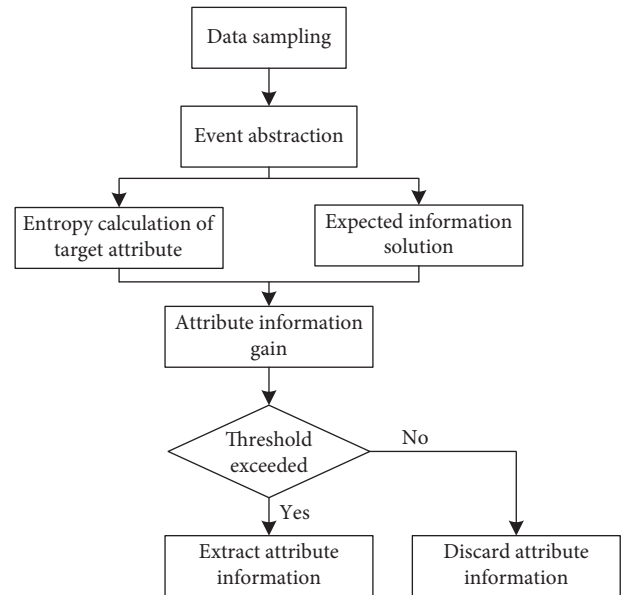 Data sampling
Event abstraction
Entropy calculation of
target attribute
Expected information
solution
Attribute information
gain
Threshold
exceeded
No
Yes
Extract attribute
information
Discard attribute
information